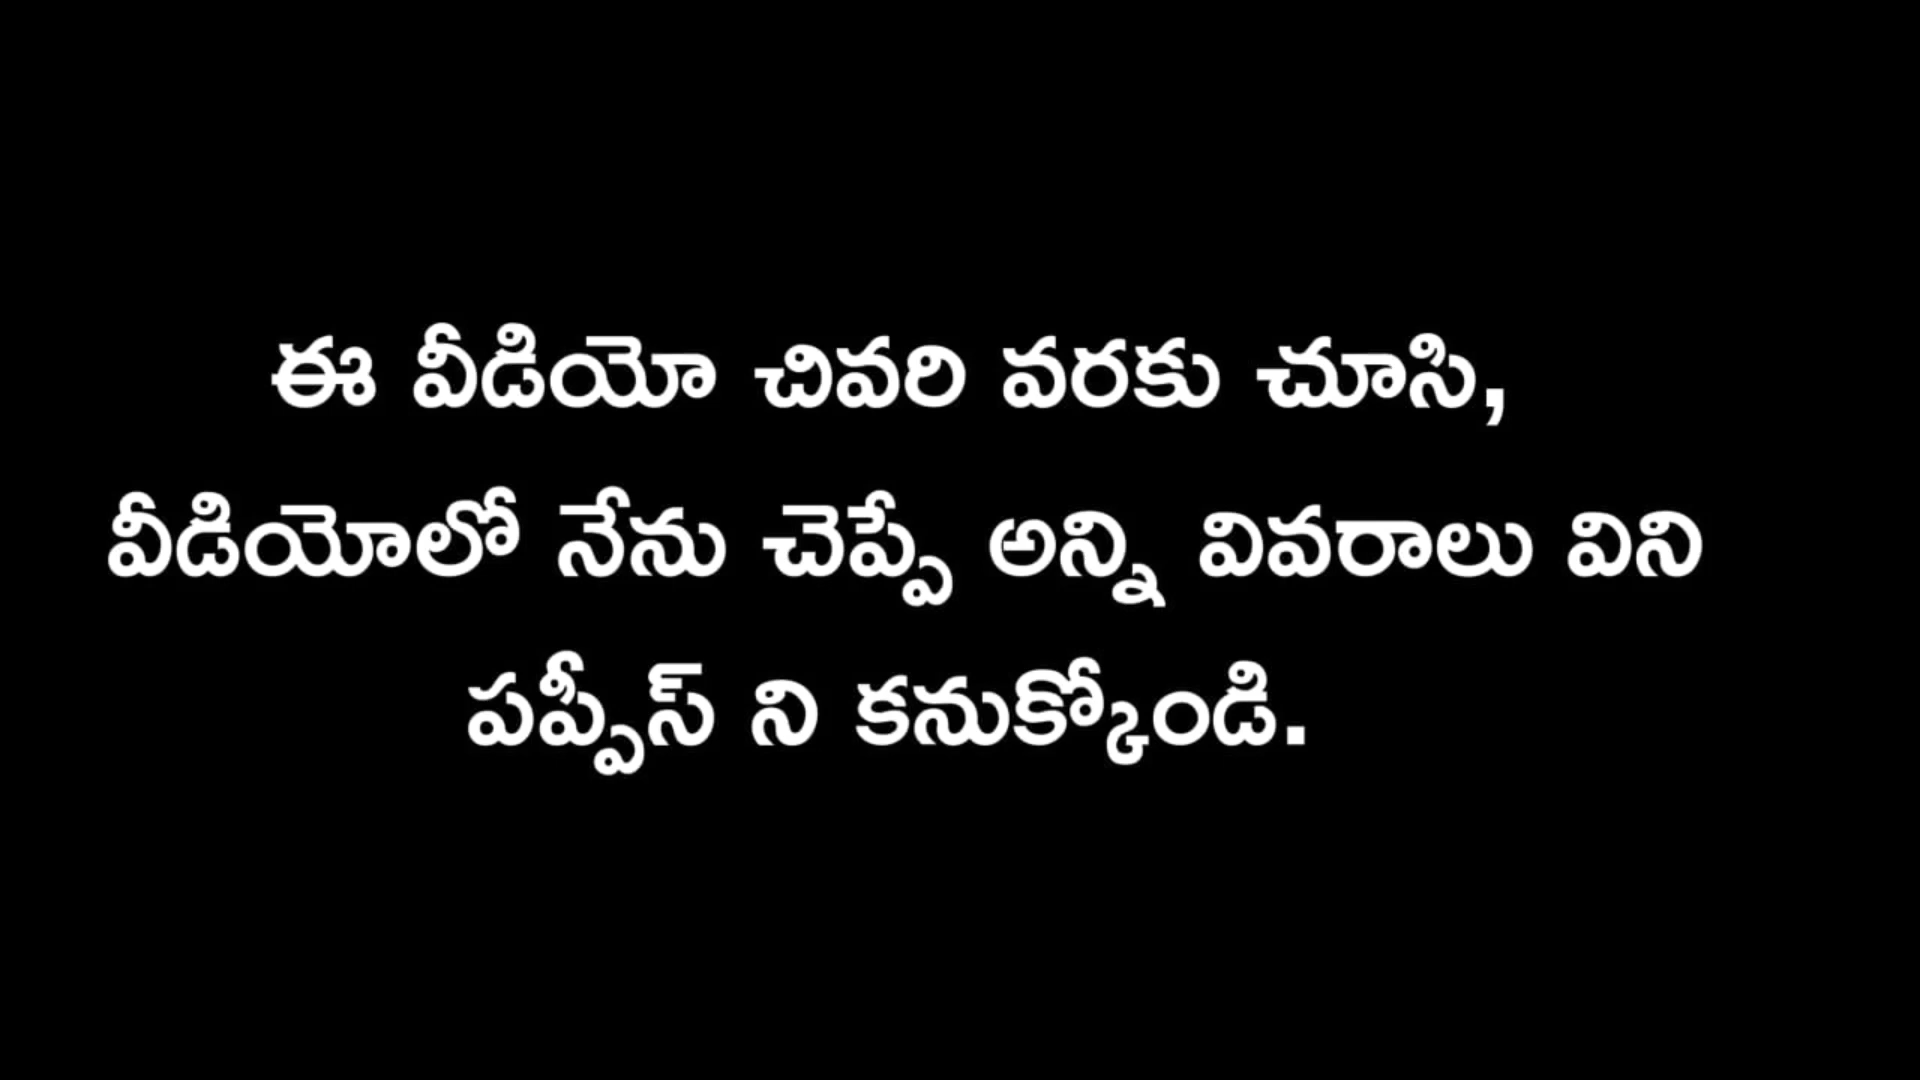 ఈ వీడియో చివరి వరకు చూసి,
వీడియోలో నేను చెప్పే అన్ని వివరాలు విని
పప్పీస్ ని కనుక్కోండి.